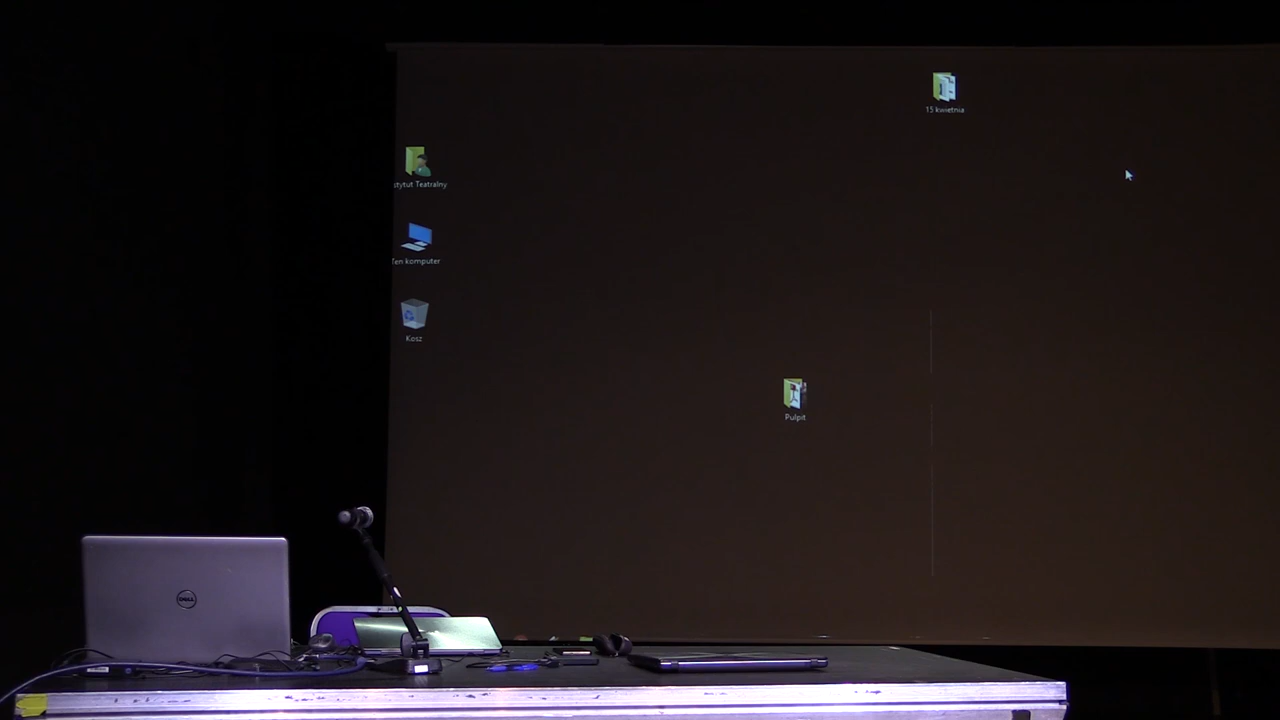 15 kwietnia
stytut Teatralny
Ten komputer
Kosz
Pulpit
DELL